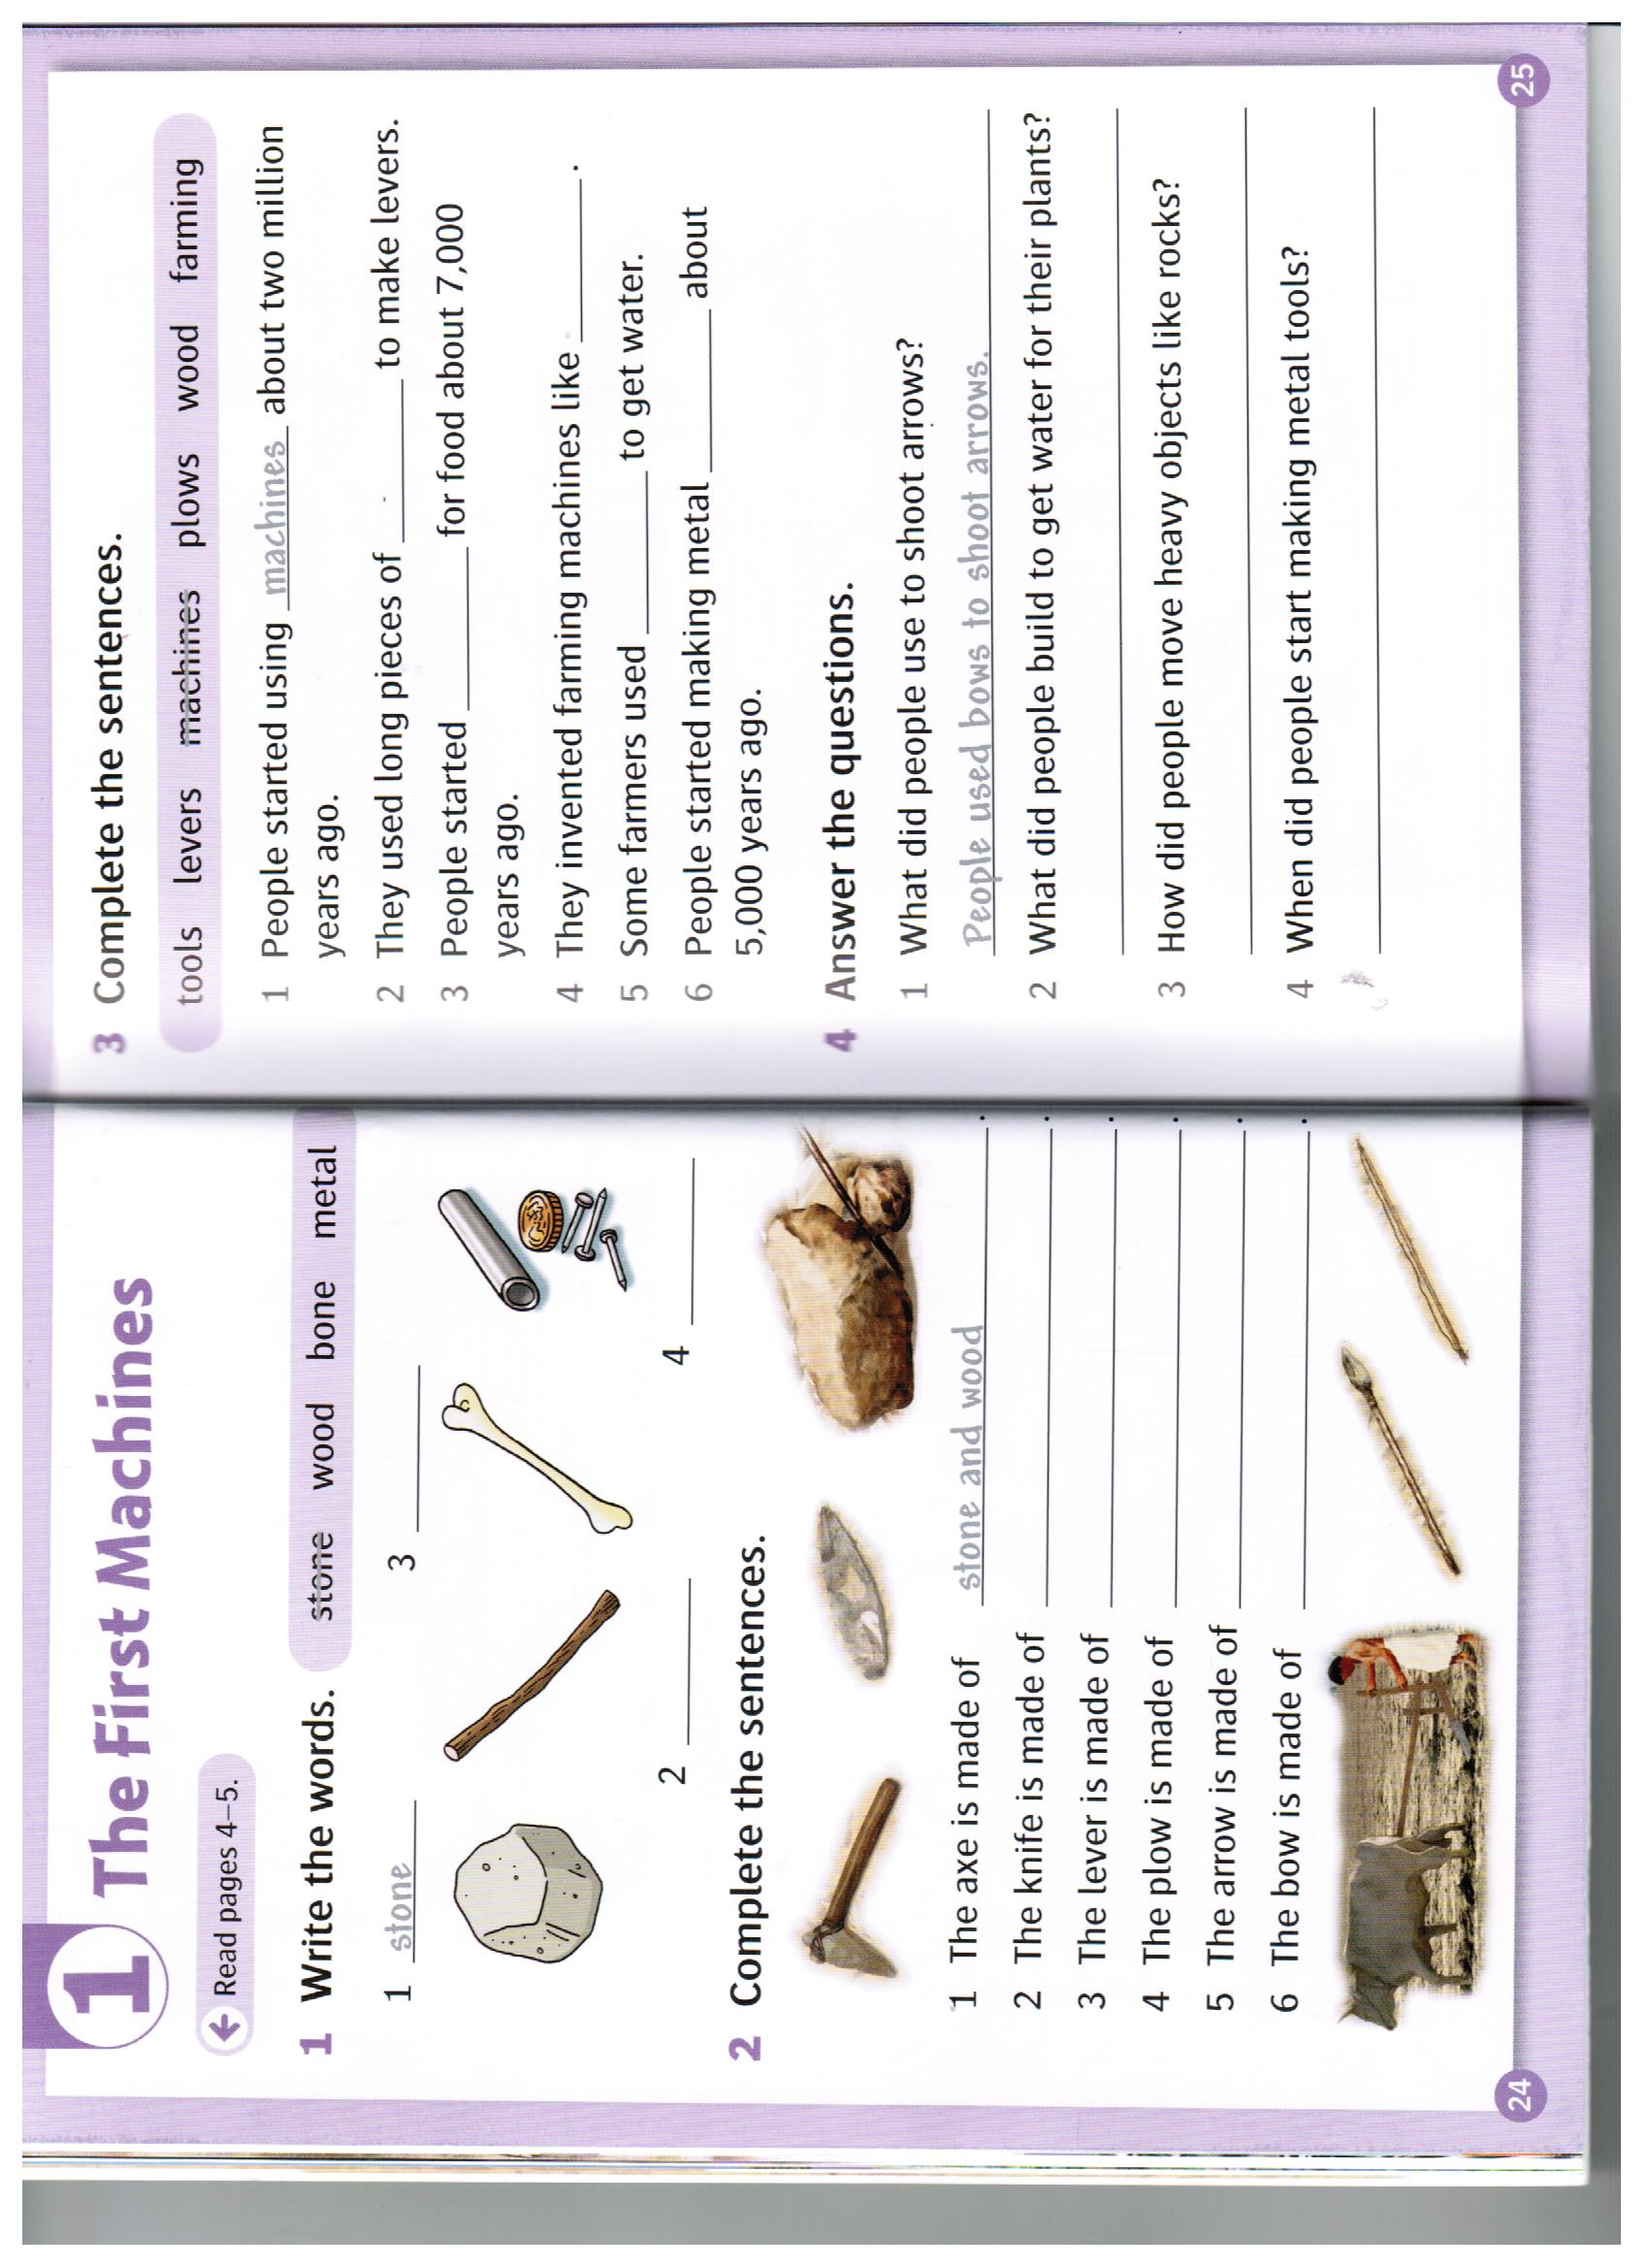 1 The First Machines
← Read pages 4–5.
1 Write the words.
stone wood bone metal
1 stone
3
2
4
2 Complete the sentences.
1 The axe is made of stone and wood.
2 The knife is made of .
3 The lever is made of .
4 The plow is made of .
5 The arrow is made of .
6 The bow is made of .
24
3 Complete the sentences.
tools levers machines plows wood farming
1 People started using machines about two million
years ago.
2 They used long pieces of to make levers.
3 People started for food about 7,000
years ago.
4 They invented farming machines like .
5 Some farmers used to get water.
6 People started making metal about
5,000 years ago.
4 Answer the questions.
1 What did people use to shoot arrows?
People used bows to shoot arrows.
2 What did people build to get water for their plants?
3 How did people move heavy objects like rocks?
4 When did people start making metal tools?
25